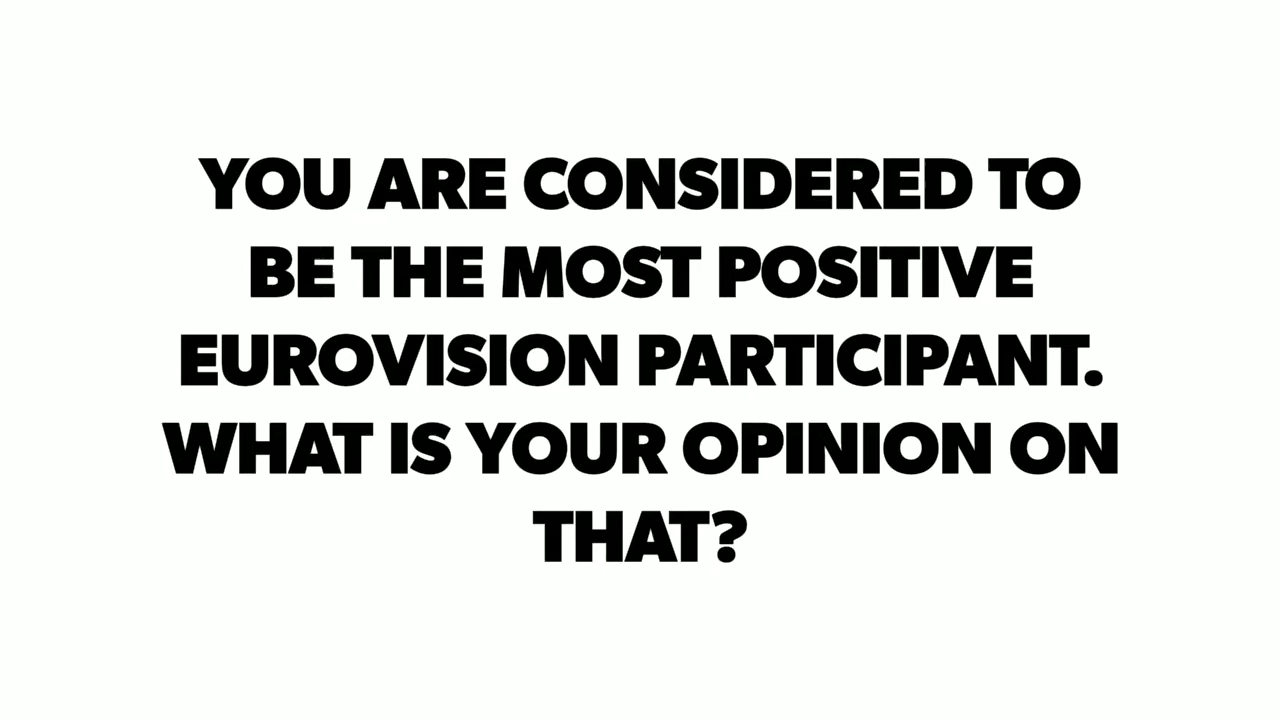 YOU ARE CONSIDERED TO
BE THE MOST POSITIVE
EUROVISION PARTICIPANT.
WHAT IS YOUR OPINION ON
THAT?